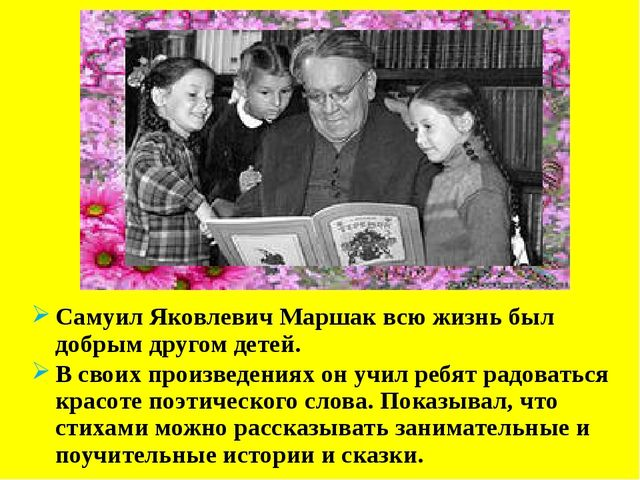 ТЕРЕМОК
Самуил Яковлевич Маршак всю жизнь был
добрым другом детей.
В своих произведениях он учил ребят радоваться
красоте поэтического слова. Показывал, что
стихами можно рассказывать занимательные и
поучительные истории и сказки.